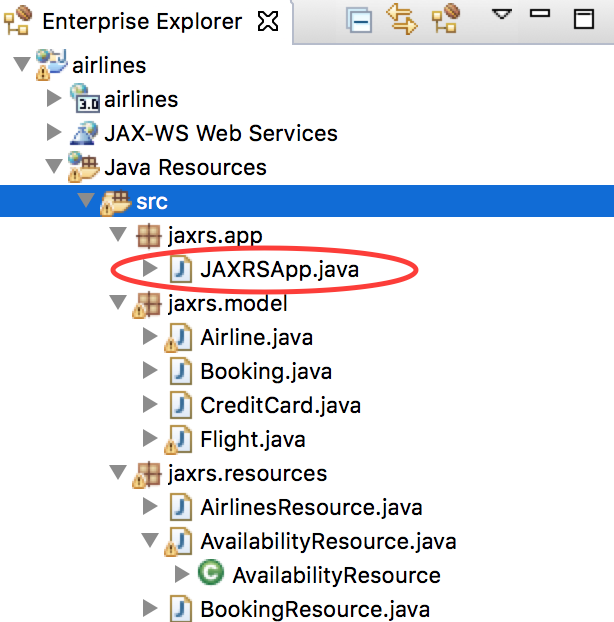 Enterprise Explorer
airlines
3.0 airlines
JAX-WS Web Services
Java Resources
src
jaxrs.app
J JAXRSApp.java
jaxrs.model
J Airline.java
J Booking.java
J CreditCard.java
J Flight.java
jaxrs.resources
J AirlinesResource.java
J AvailabilityResource.java
C AvailabilityResource
J BookingResource.java